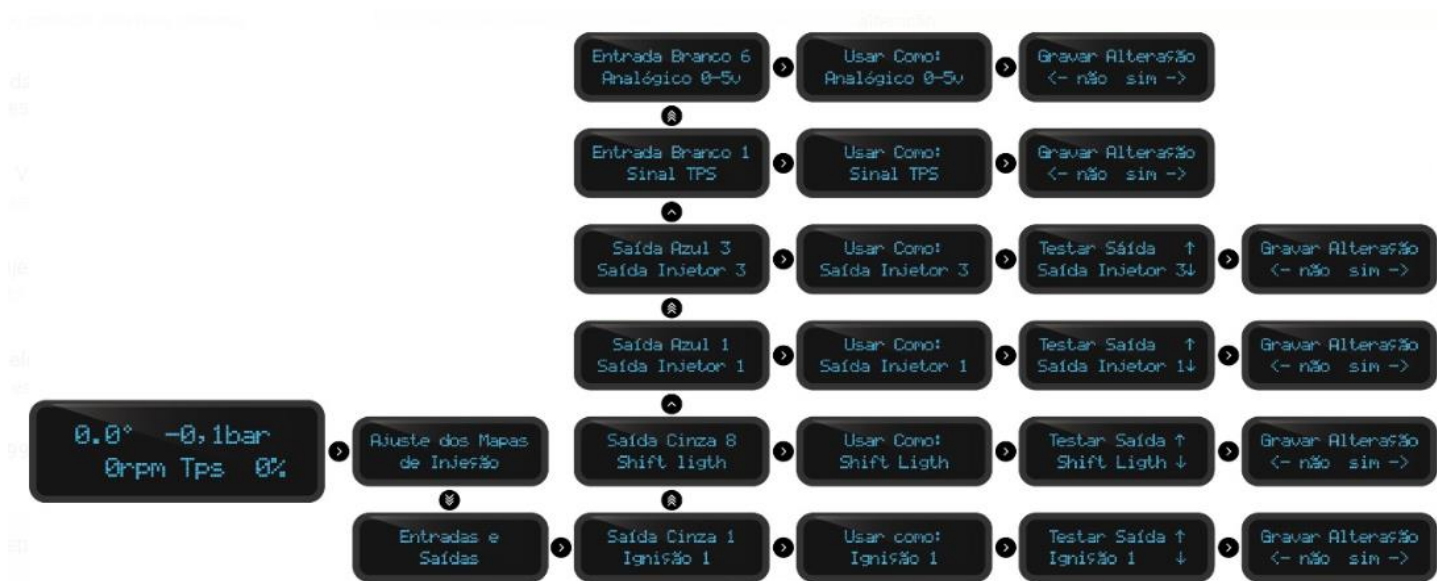 Entrada Branco 6
Analógico 0-5v
Usar Como:
Analógico 0-5v
Gravar Alteração
<- não sim ->
Entrada Branco 1
Sinal TPS
Usar Como:
Sinal TPS
Gravar Alteração
<- não sim ->
Saída Azul 3
Saída Injetor 3
Usar Como:
Saída Injetor 3
Testar Sáída ↑
Saída Injetor 3↓
Gravar Alteração
<- não sim ->
Saída Azul 1
Saída Injetor 1
Usar Como:
Saída Injetor 1
Testar Saída ↑
Saída Injetor 1↓
Gravar Alteração
<- não sim ->
0.0° -0,1bar
0rpm Tps 0%
Ajuste dos Mapas
de Injeção
Saída Cinza 8
Shift ligth
Usar Como:
Shift Ligth
Testar Saída ↑
Shift Ligth ↓
Gravar Alteração
<- não sim ->
Entradas e
Saídas
Saída Cinza 1
Ignição 1
Usar como:
Ignição 1
Testar Saída ↑
Ignição 1 ↓
Gravar Alteração
<- não sim ->